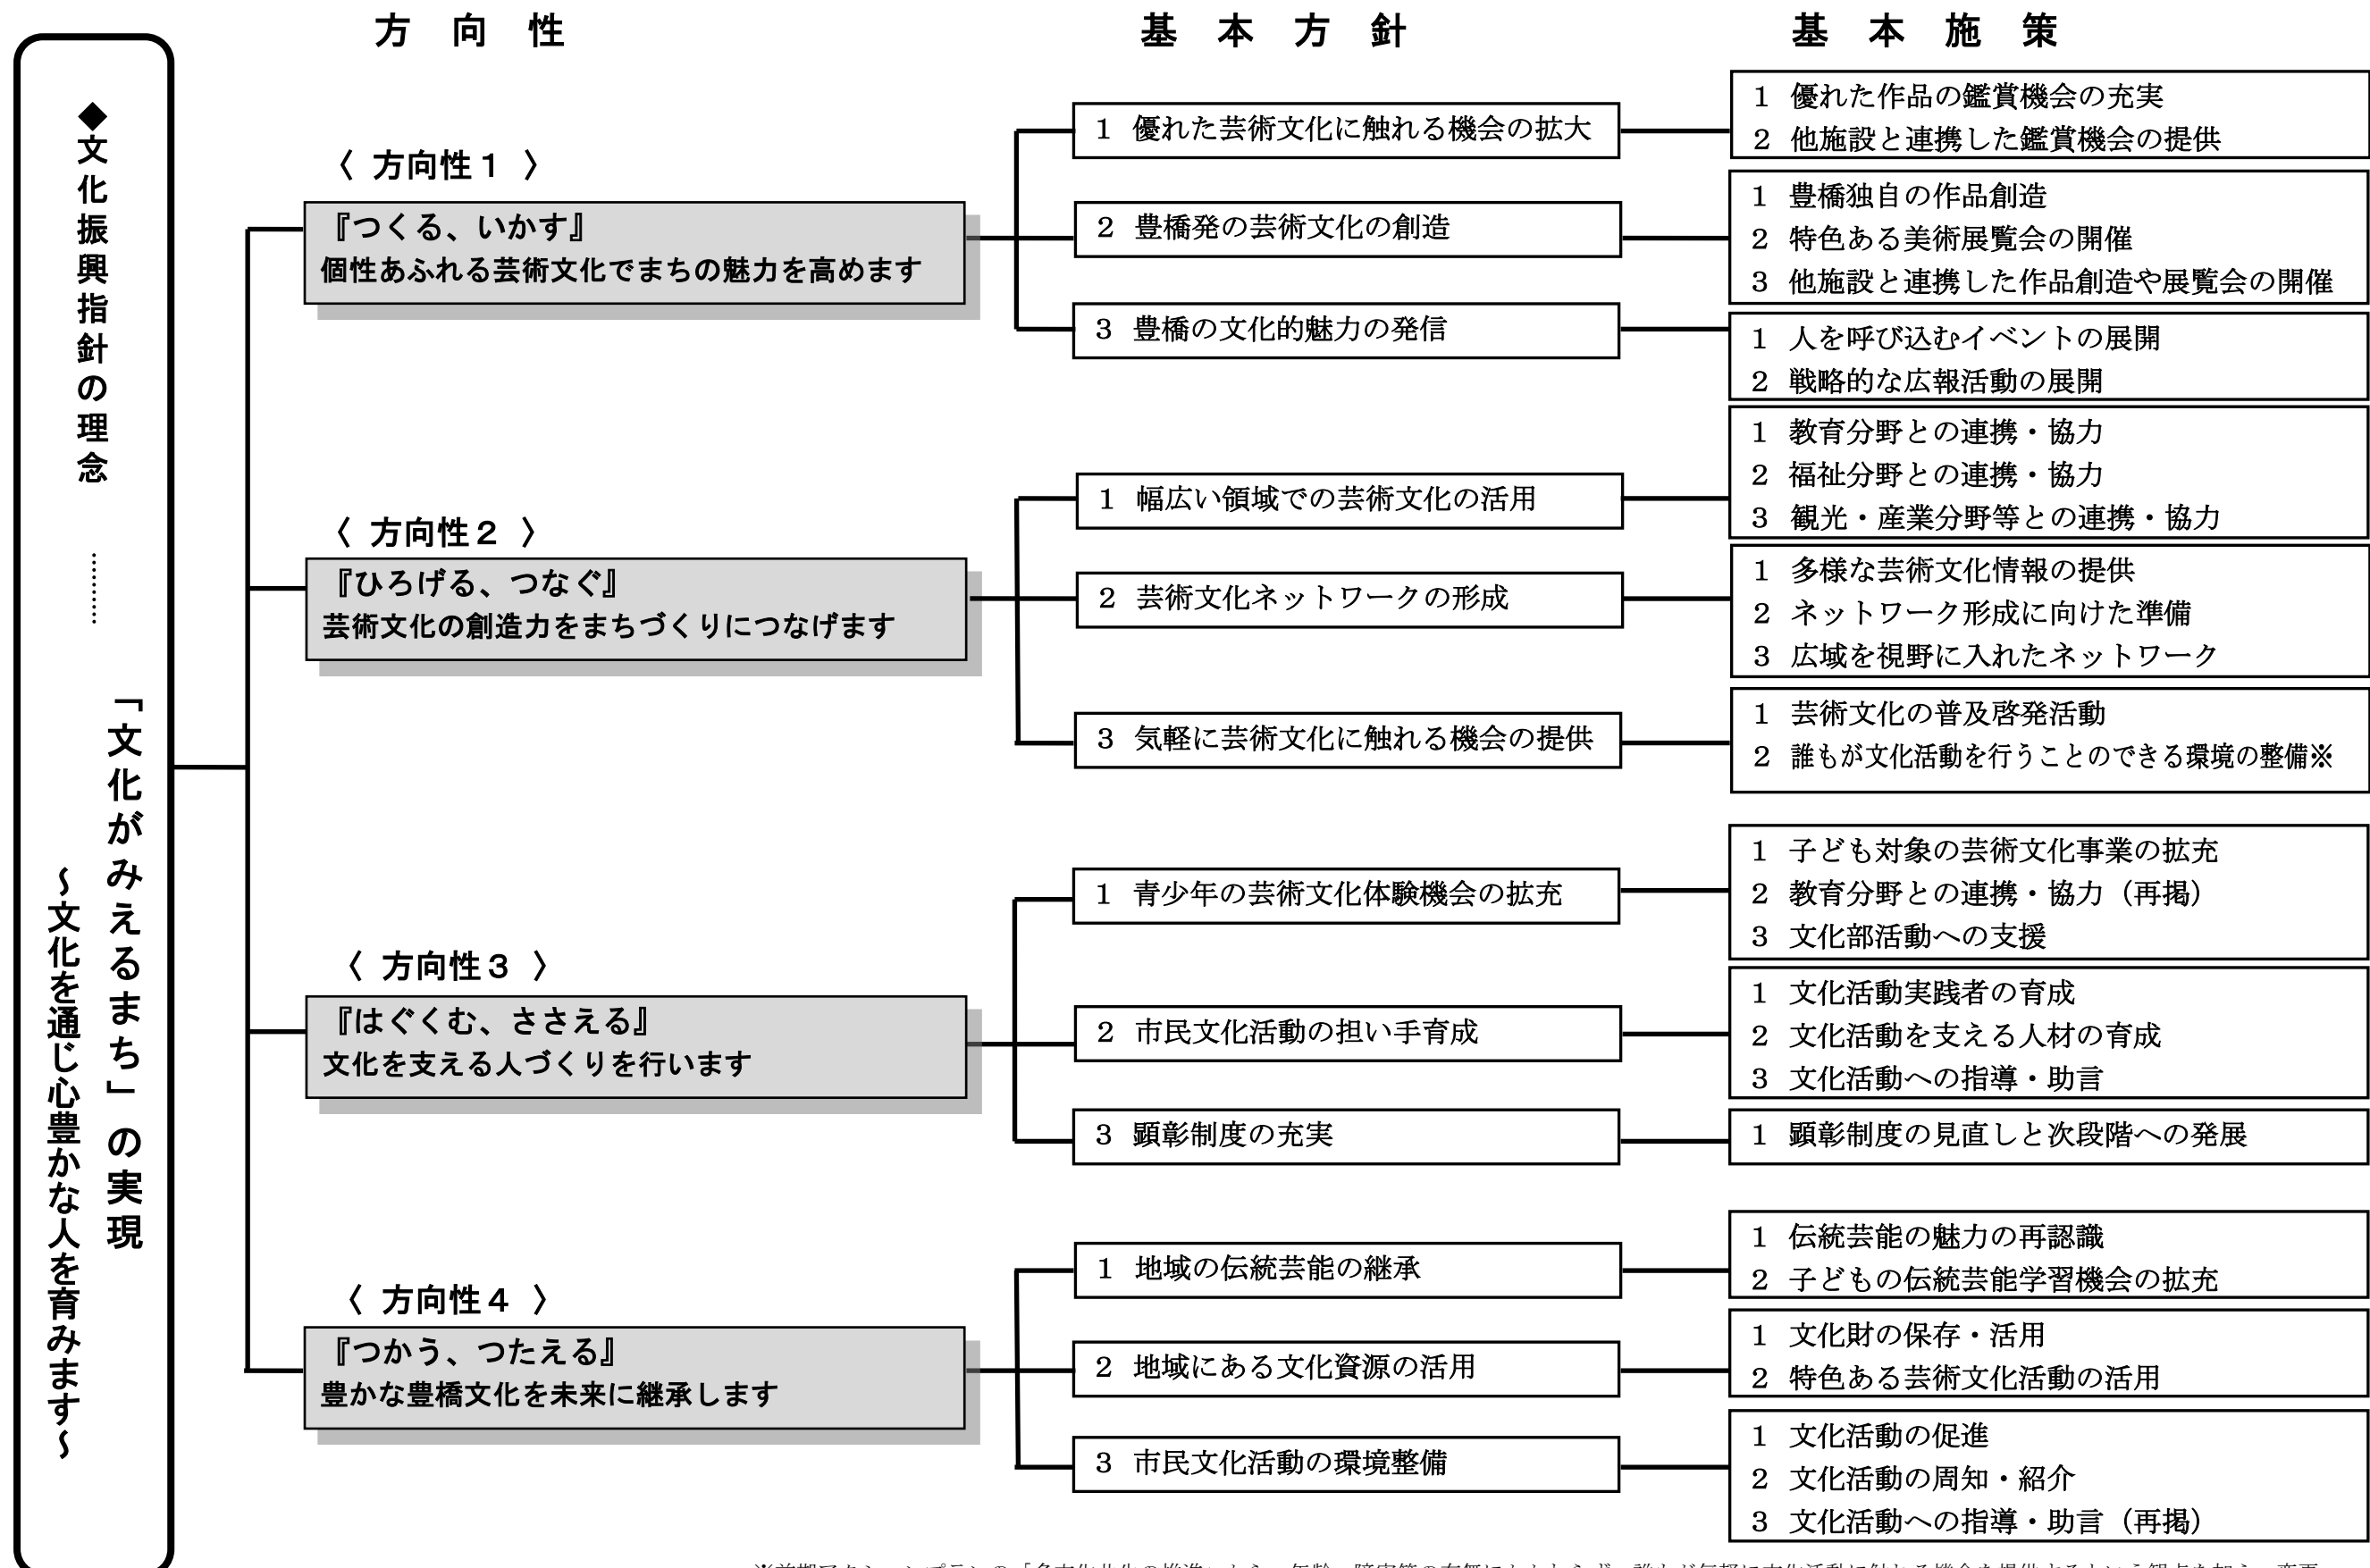 方向性
基本方針
基本施策
◆文化振興指針の理念 ………
「文化がみえるまち」の実現
～文化を通じ心豊かな人を育みます～
〈 方向性１ 〉
『つくる、いかす』
個性あふれる芸術文化でまちの魅力を高めます
1 優れた芸術文化に触れる機会の拡大
1 優れた作品の鑑賞機会の充実
2 他施設と連携した鑑賞機会の提供
2 豊橋発の芸術文化の創造
1 豊橋独自の作品創造
2 特色ある美術展覧会の開催
3 他施設と連携した作品創造や展覧会の開催
3 豊橋の文化的魅力の発信
1 人を呼び込むイベントの展開
2 戦略的な広報活動の展開
〈 方向性２ 〉
『ひろげる、つなぐ』
芸術文化の創造力をまちづくりにつなげます
1 幅広い領域での芸術文化の活用
1 教育分野との連携・協力
2 福祉分野との連携・協力
3 観光・産業分野等との連携・協力
2 芸術文化ネットワークの形成
1 多様な芸術文化情報の提供
2 ネットワーク形成に向けた準備
3 広域を視野に入れたネットワーク
3 気軽に芸術文化に触れる機会の提供
1 芸術文化の普及啓発活動
2 誰もが文化活動を行うことのできる環境の整備※
〈 方向性３ 〉
『はぐくむ、ささえる』
文化を支える人づくりを行います
1 青少年の芸術文化体験機会の拡充
1 子ども対象の芸術文化事業の拡充
2 教育分野との連携・協力（再掲）
3 文化部活動への支援
2 市民文化活動の担い手育成
1 文化活動実践者の育成
2 文化活動を支える人材の育成
3 文化活動への指導・助言
3 顕彰制度の充実
1 顕彰制度の見直しと次段階への発展
〈 方向性４ 〉
『つかう、つたえる』
豊かな豊橋文化を未来に継承します
1 地域の伝統芸能の継承
1 伝統芸能の魅力の再認識
2 子どもの伝統芸能学習機会の拡充
2 地域にある文化資源の活用
1 文化財の保存・活用
2 特色ある芸術文化活動の活用
3 市民文化活動の環境整備
1 文化活動の促進
2 文化活動の周知・紹介
3 文化活動への指導・助言（再掲）